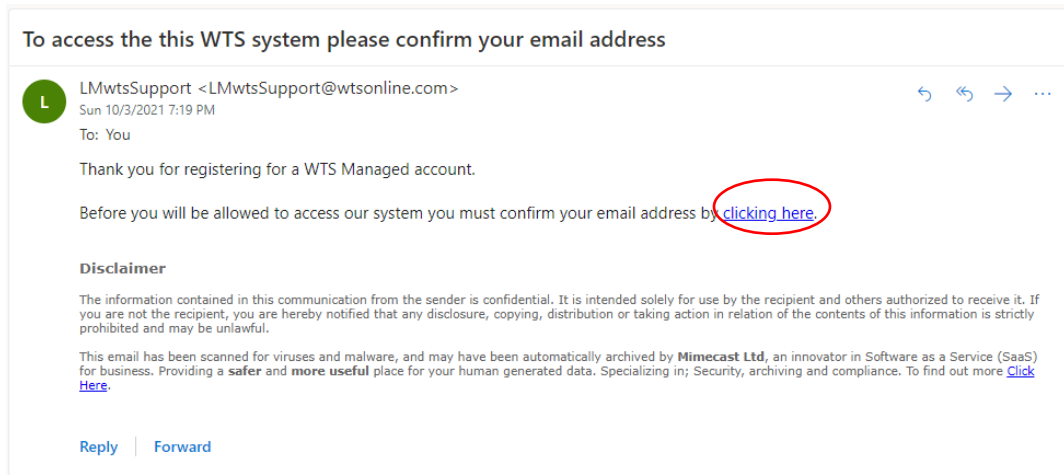 To access the this WTS system please confirm your email address
L
LMwtsSupport <LMwtsSupport@wtsonline.com>
Sun 10/3/2021 7:19 PM
To: You
Thank you for registering for a WTS Managed account.
Before you will be allowed to access our system you must confirm your email address by clicking here.
Disclaimer
The information contained in this communication from the sender is confidential. It is intended solely for use by the recipient and others authorized to receive it. If
you are not the recipient, you are hereby notified that any disclosure, copying, distribution or taking action in relation of the contents of this information is strictly
prohibited and may be unlawful.
This email has been scanned for viruses and malware, and may have been automatically archived by Mimecast Ltd, an innovator in Software as a Service (SaaS)
for business. Providing a safer and more useful place for your human generated data. Specializing in; Security, archiving and compliance. To find out more Click
Here.
Reply Forward